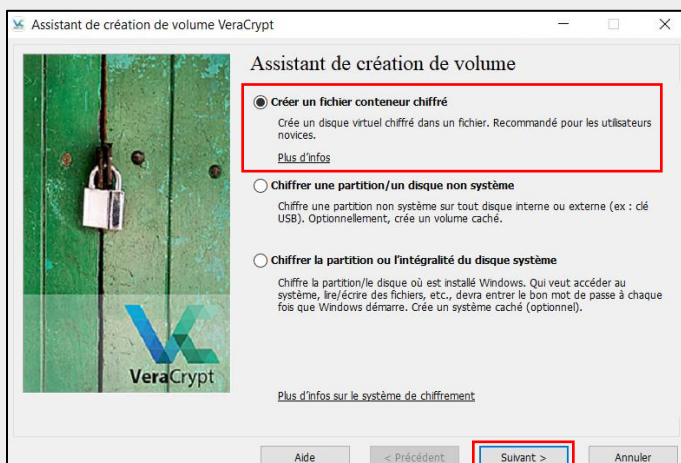 Assistant de création de volume VeraCrypt
Assistant de création de volume
Créer un fichier conteneur chiffré
Crée un disque virtuel chiffré dans un fichier. Recommandé pour les utilisateurs
novices.
Plus d'infos
Chiffrer une partition/un disque non système
Chiffre une partition non système sur tout disque interne ou externe (ex : clé
USB). Optionnellement, crée un volume caché.
Chiffrer la partition ou l'intégralité du disque système
Chiffre la partition/le disque où est installé Windows. Qui veut accéder au
système, lire/écrire des fichiers, etc., devra entrer le bon mot de passe à chaque
fois que Windows démarre. Crée un système caché (optionnel).
VeraCrypt
Plus d'infos sur le système de chiffrement
Aide
< Précédent
Suivant >
Annuler